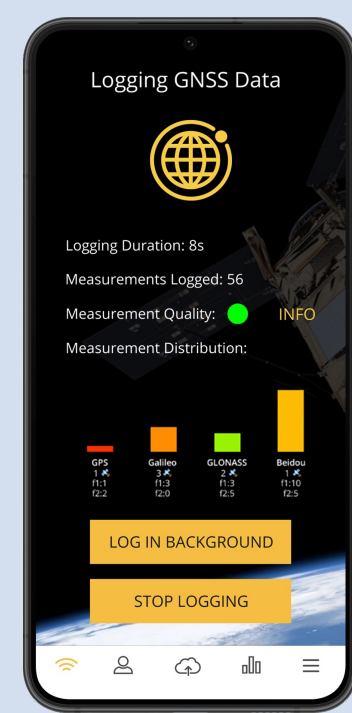 Logging GNSS Data
Logging Duration: 8s
Measurements Logged: 56
Measurement Quality: INFO
Measurement Distribution:
GPS Galileo GLONASS Beidou
1 3 2 1
f1:1 f1:3 f1:3 f1:10
f2:2 f2:0 f2:5 f2:5
LOG IN BACKGROUND
STOP LOGGING